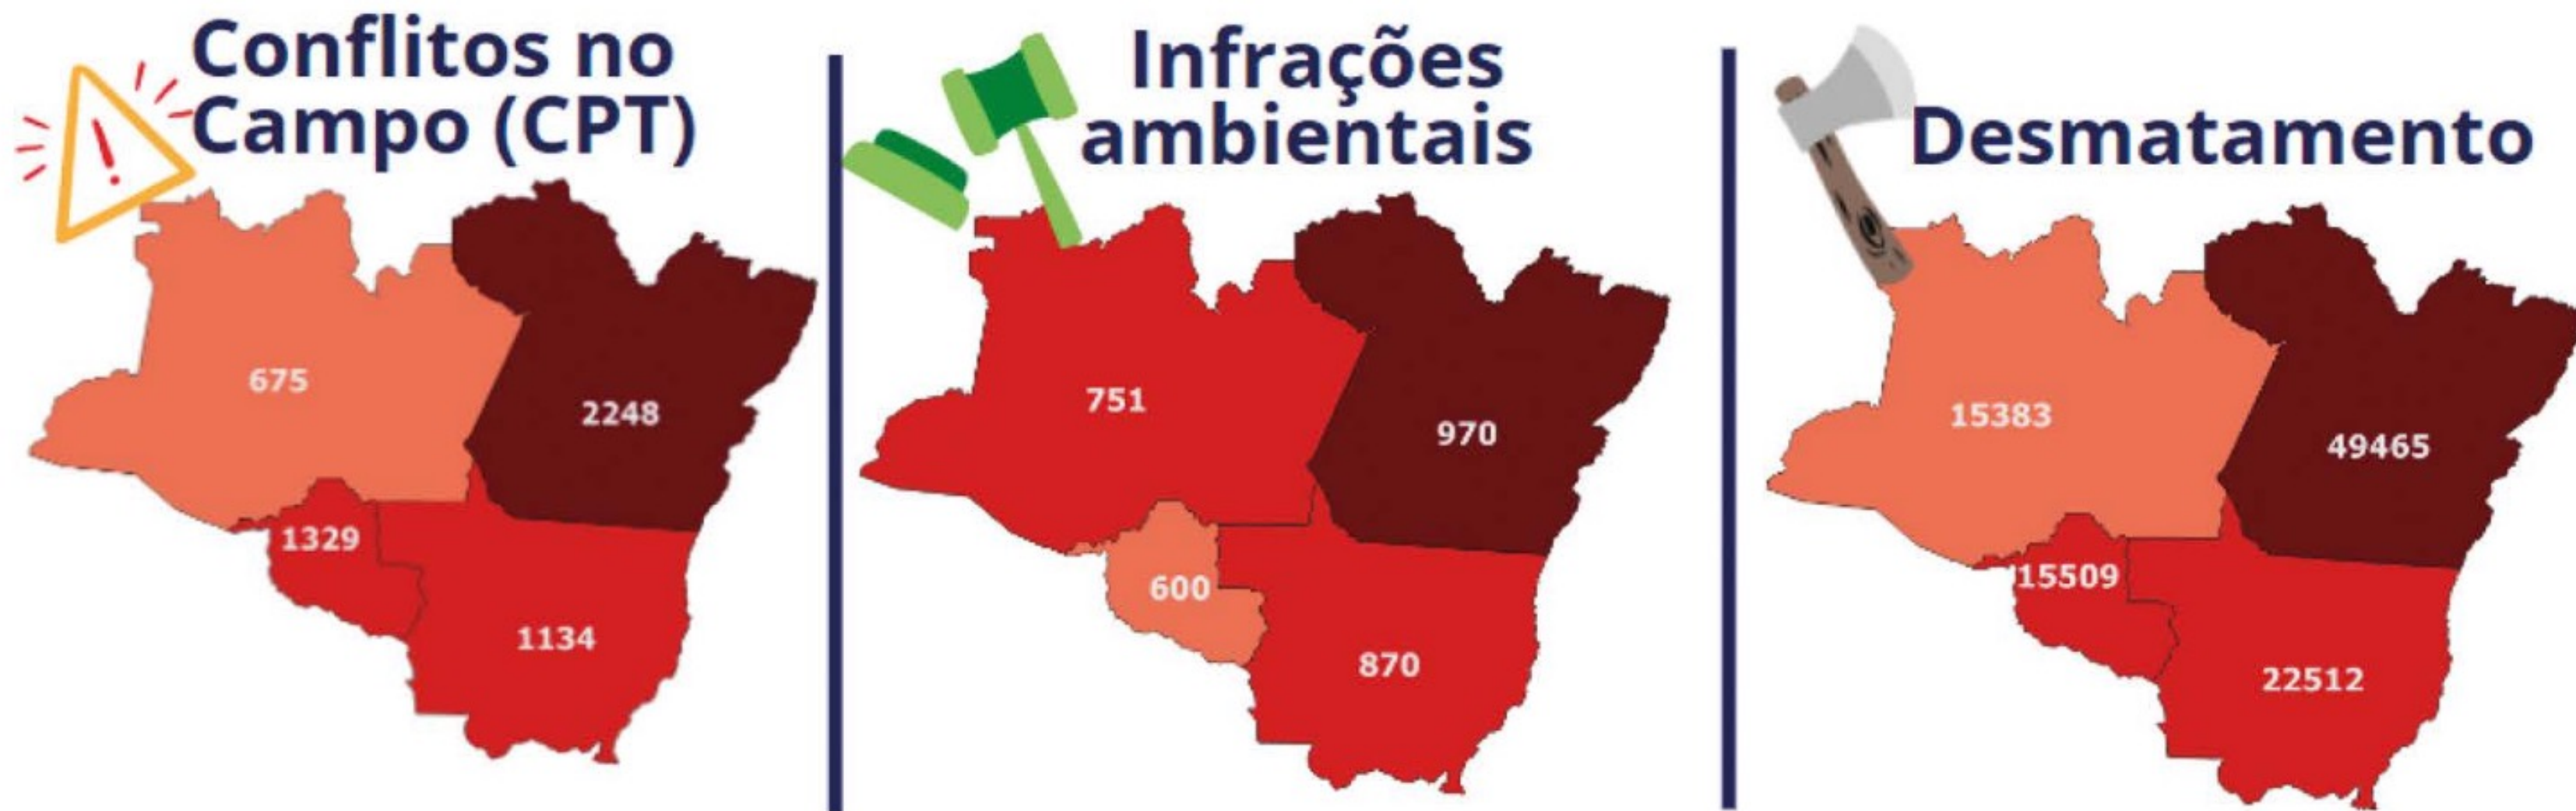 Conflitos no
Campo (CPT)
675
2248
1329
1134
Infrações
ambientais
751
970
600
870
Desmatamento
15383
49465
15509
22512